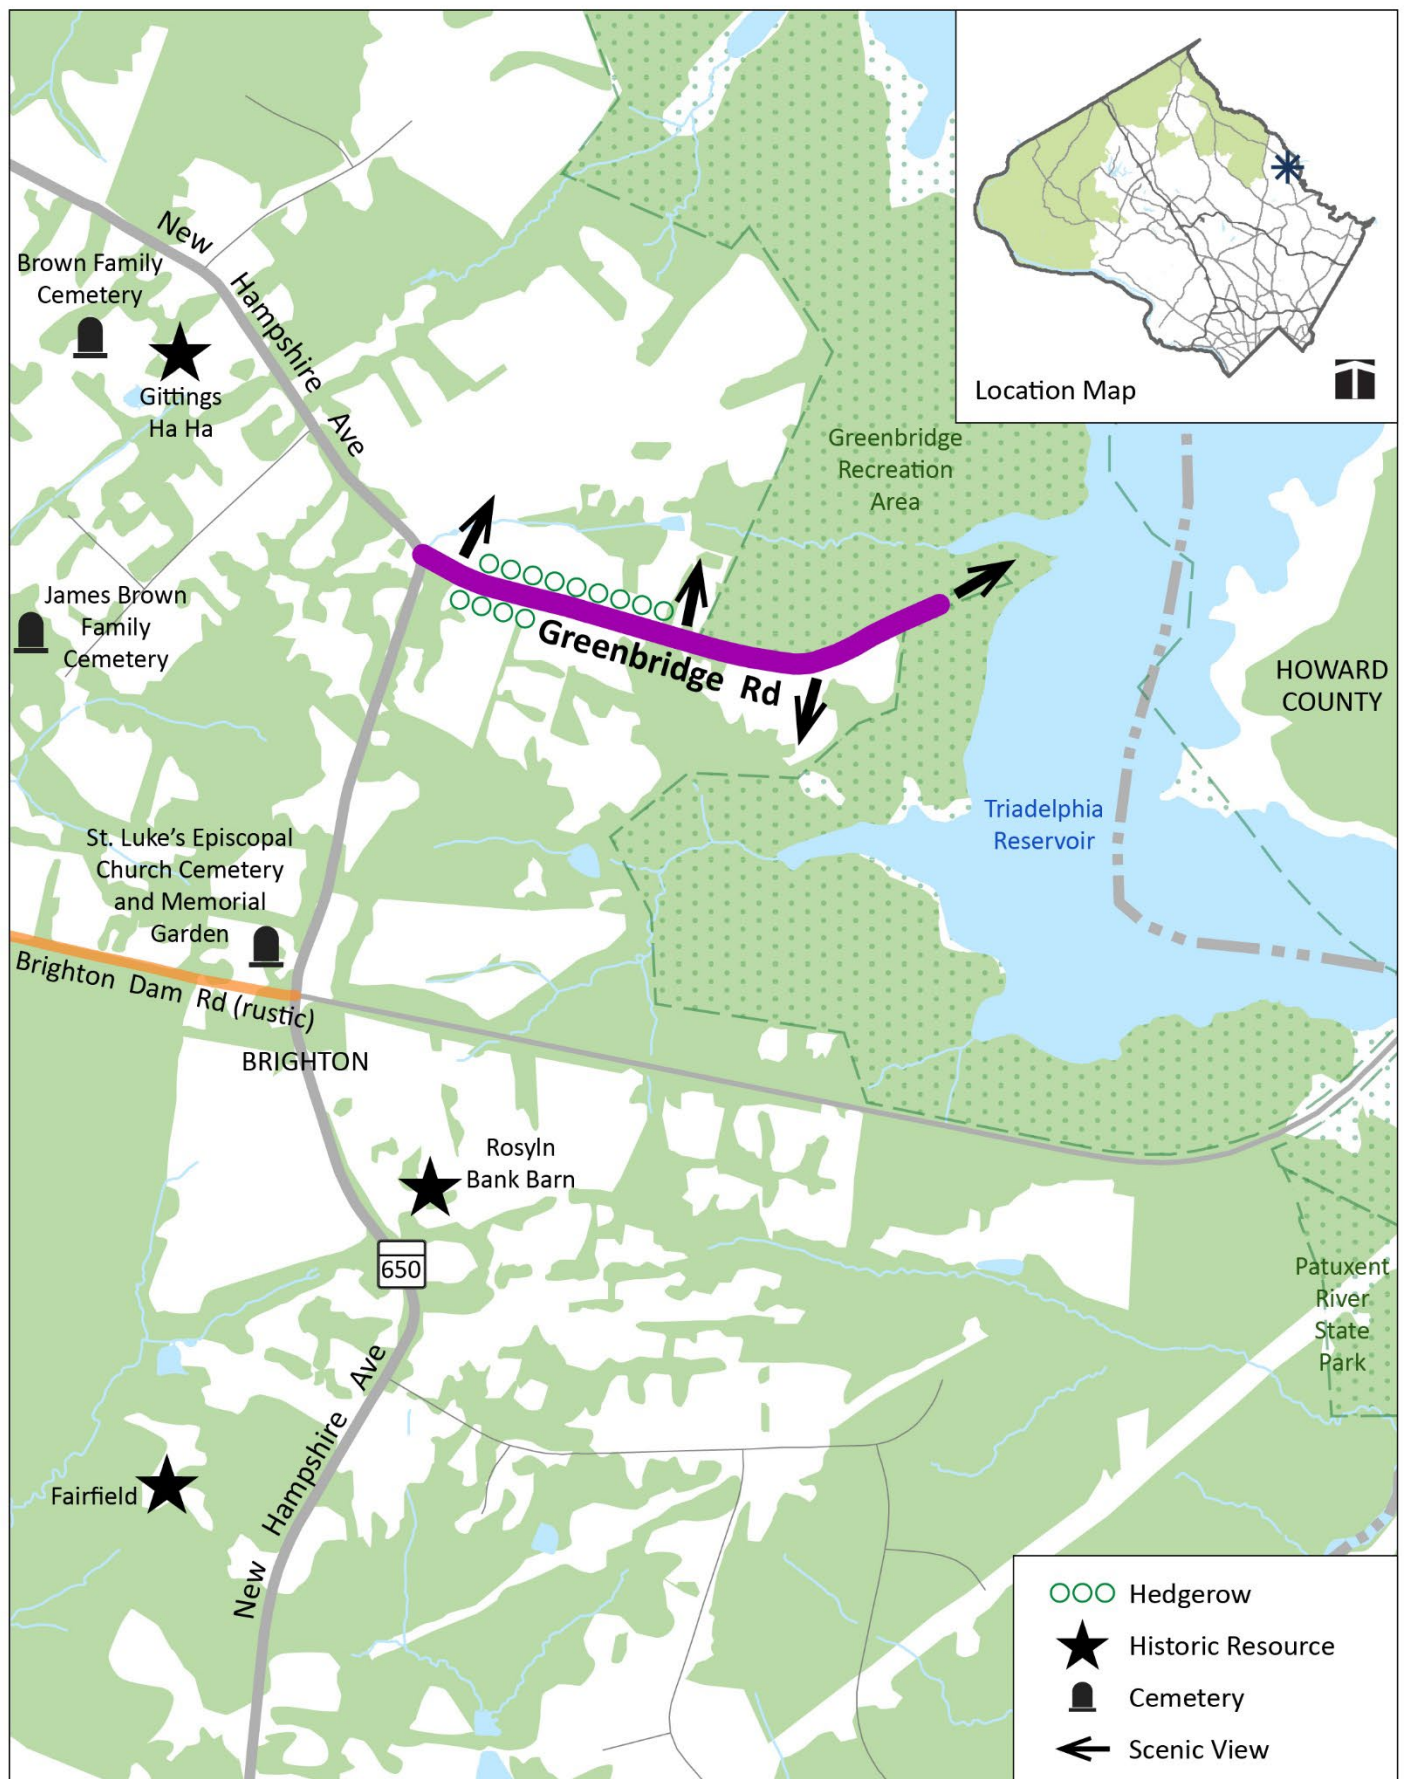 New
Hampshire
Ave
Brown Family
Cemetery
Gittings
Ha Ha
Location Map
Greenbridge
Recreation
Area
James Brown
Family
Cemetery
Greenbridge Rd
HOWARD
COUNTY
Triadelphia
Reservoir
St. Luke's Episcopal
Church Cemetery
and Memorial
Garden
Brighton Dam Rd (rustic)
BRIGHTON
Rosyln
Bank Barn
650
Patuxent
River
State
Park
New Hampshire Ave
Fairfield
Hedgerow
Historic Resource
Cemetery
Scenic View